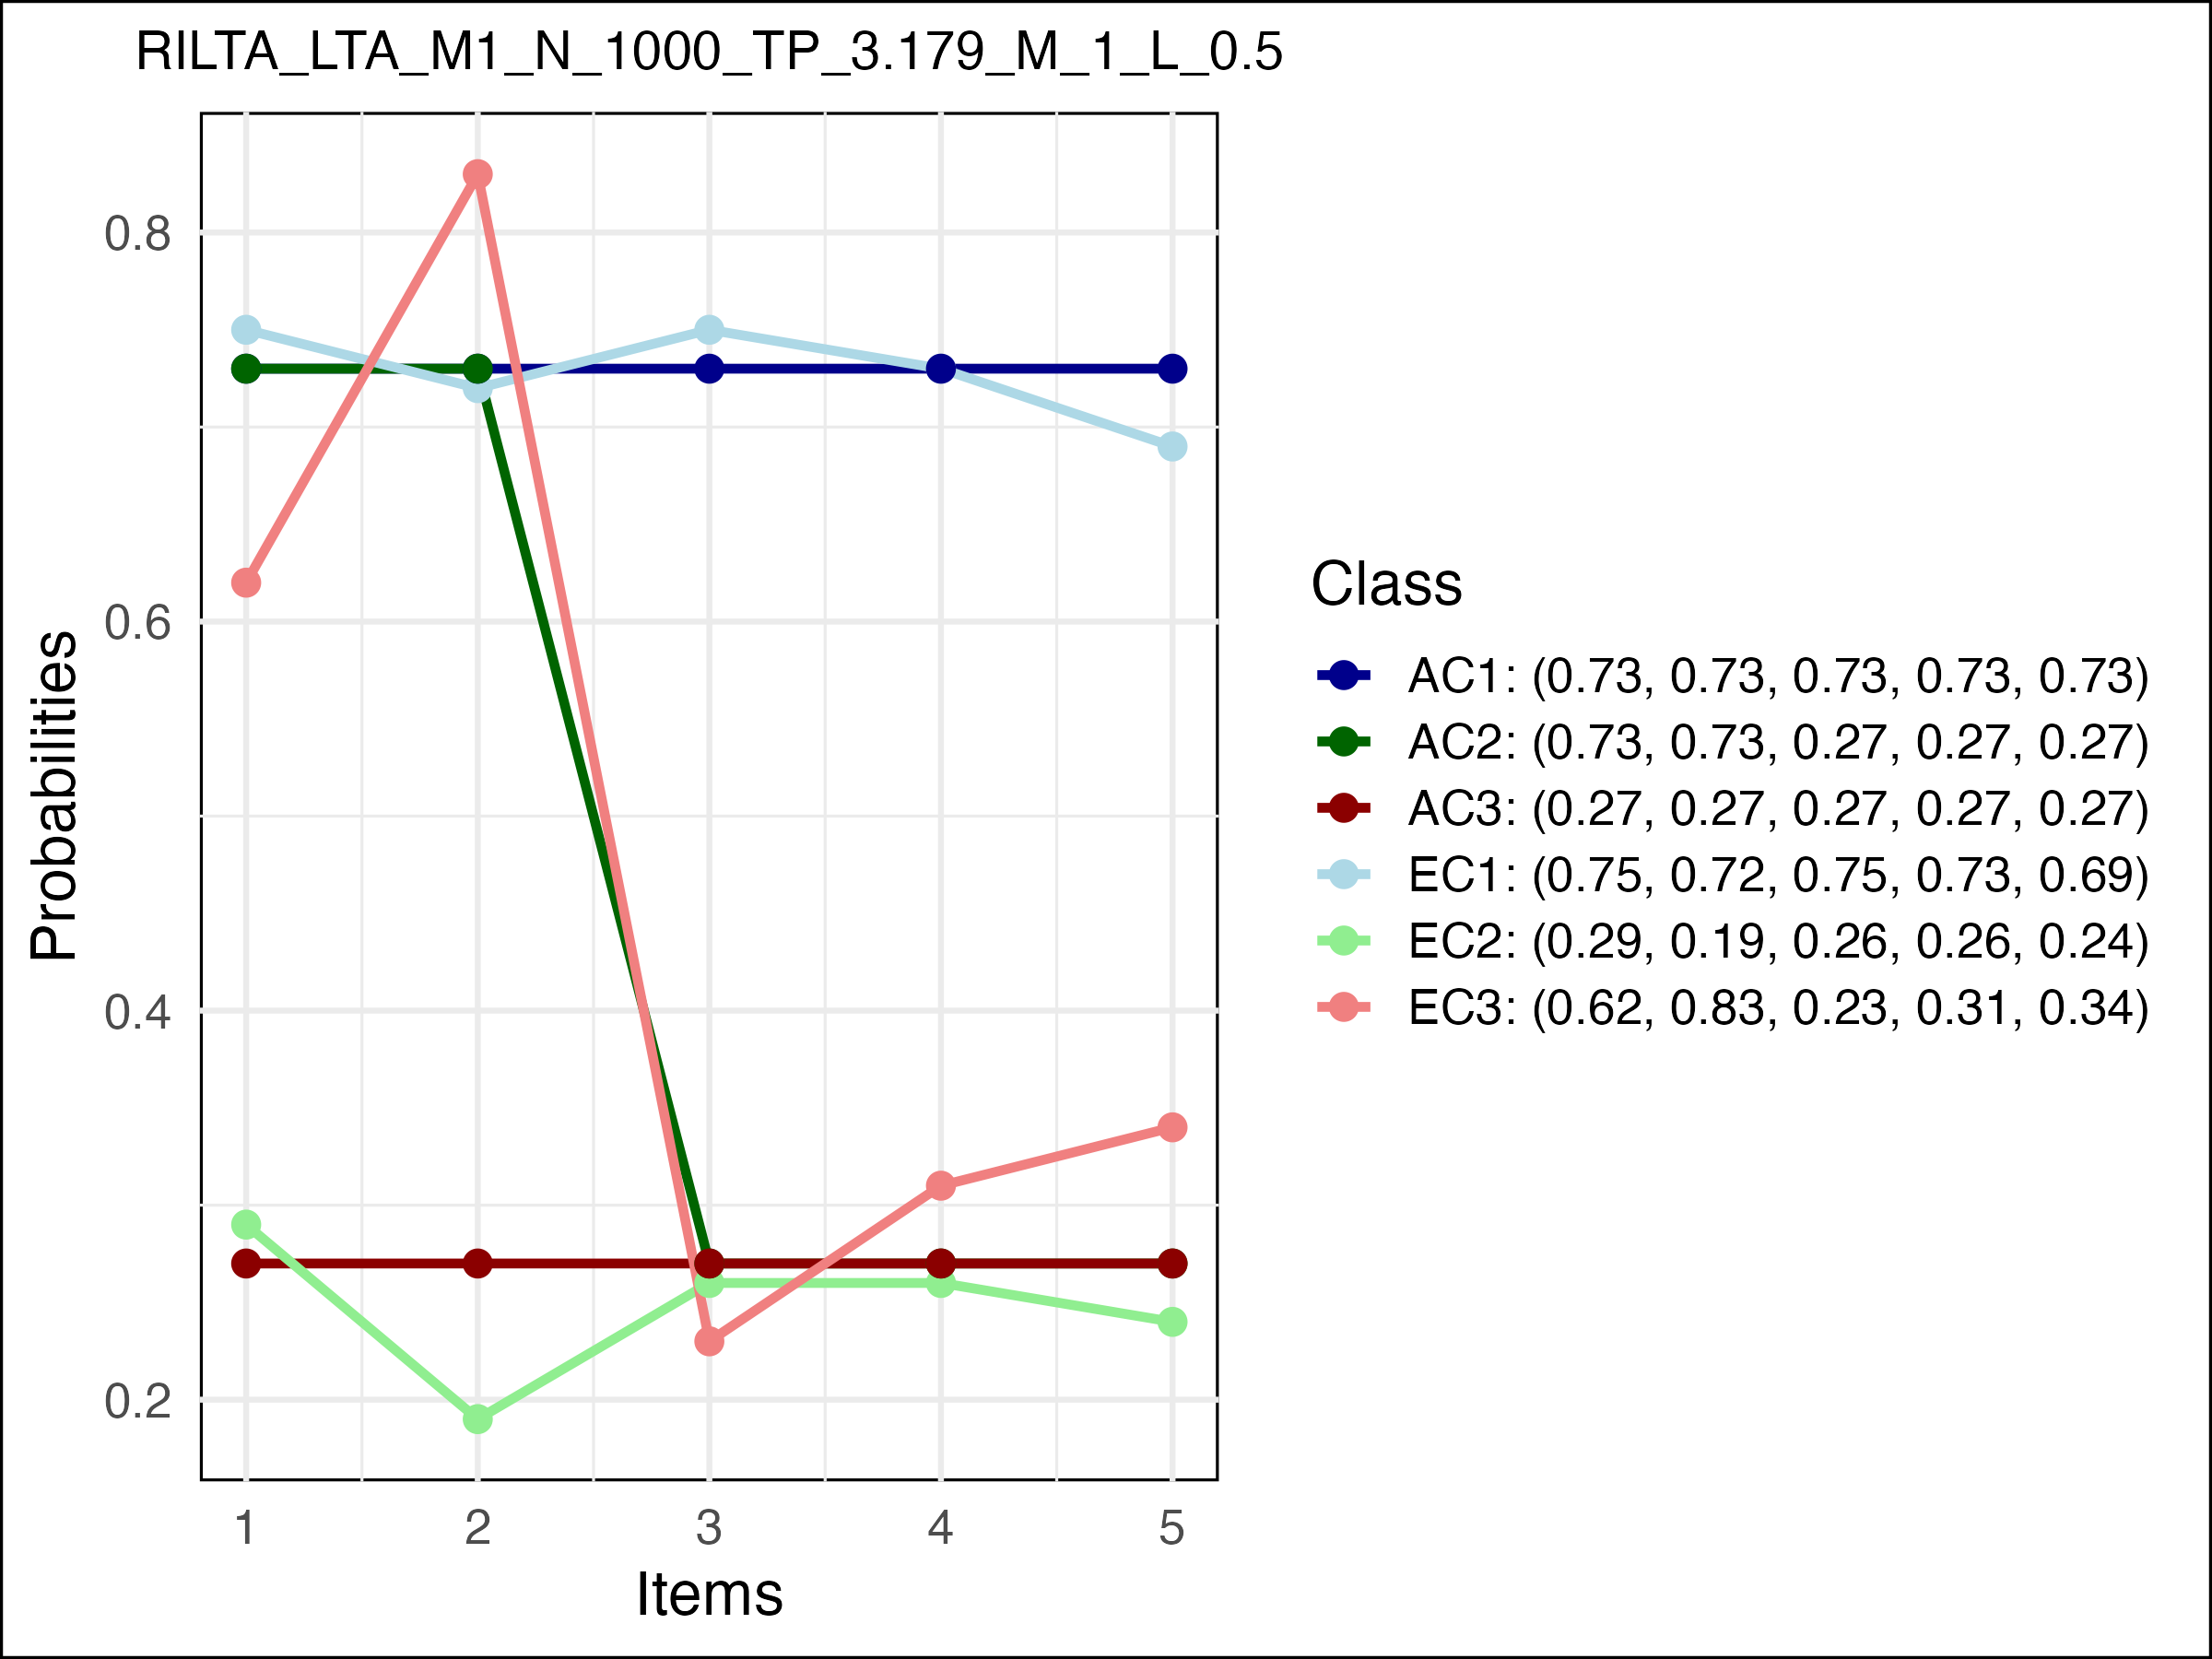 RILTA_LTA_M1_N_1000_TP_3.179_M_1_L_0.5
Probabilities
0.8
0.6
0.4
0.2
1 2 3 4 5
Items
Class
AC1: (0.73, 0.73, 0.73, 0.73, 0.73)
AC2: (0.73, 0.73, 0.27, 0.27, 0.27)
AC3: (0.27, 0.27, 0.27, 0.27, 0.27)
EC1: (0.75, 0.72, 0.75, 0.73, 0.69)
EC2: (0.29, 0.19, 0.26, 0.26, 0.24)
EC3: (0.62, 0.83, 0.23, 0.31, 0.34)